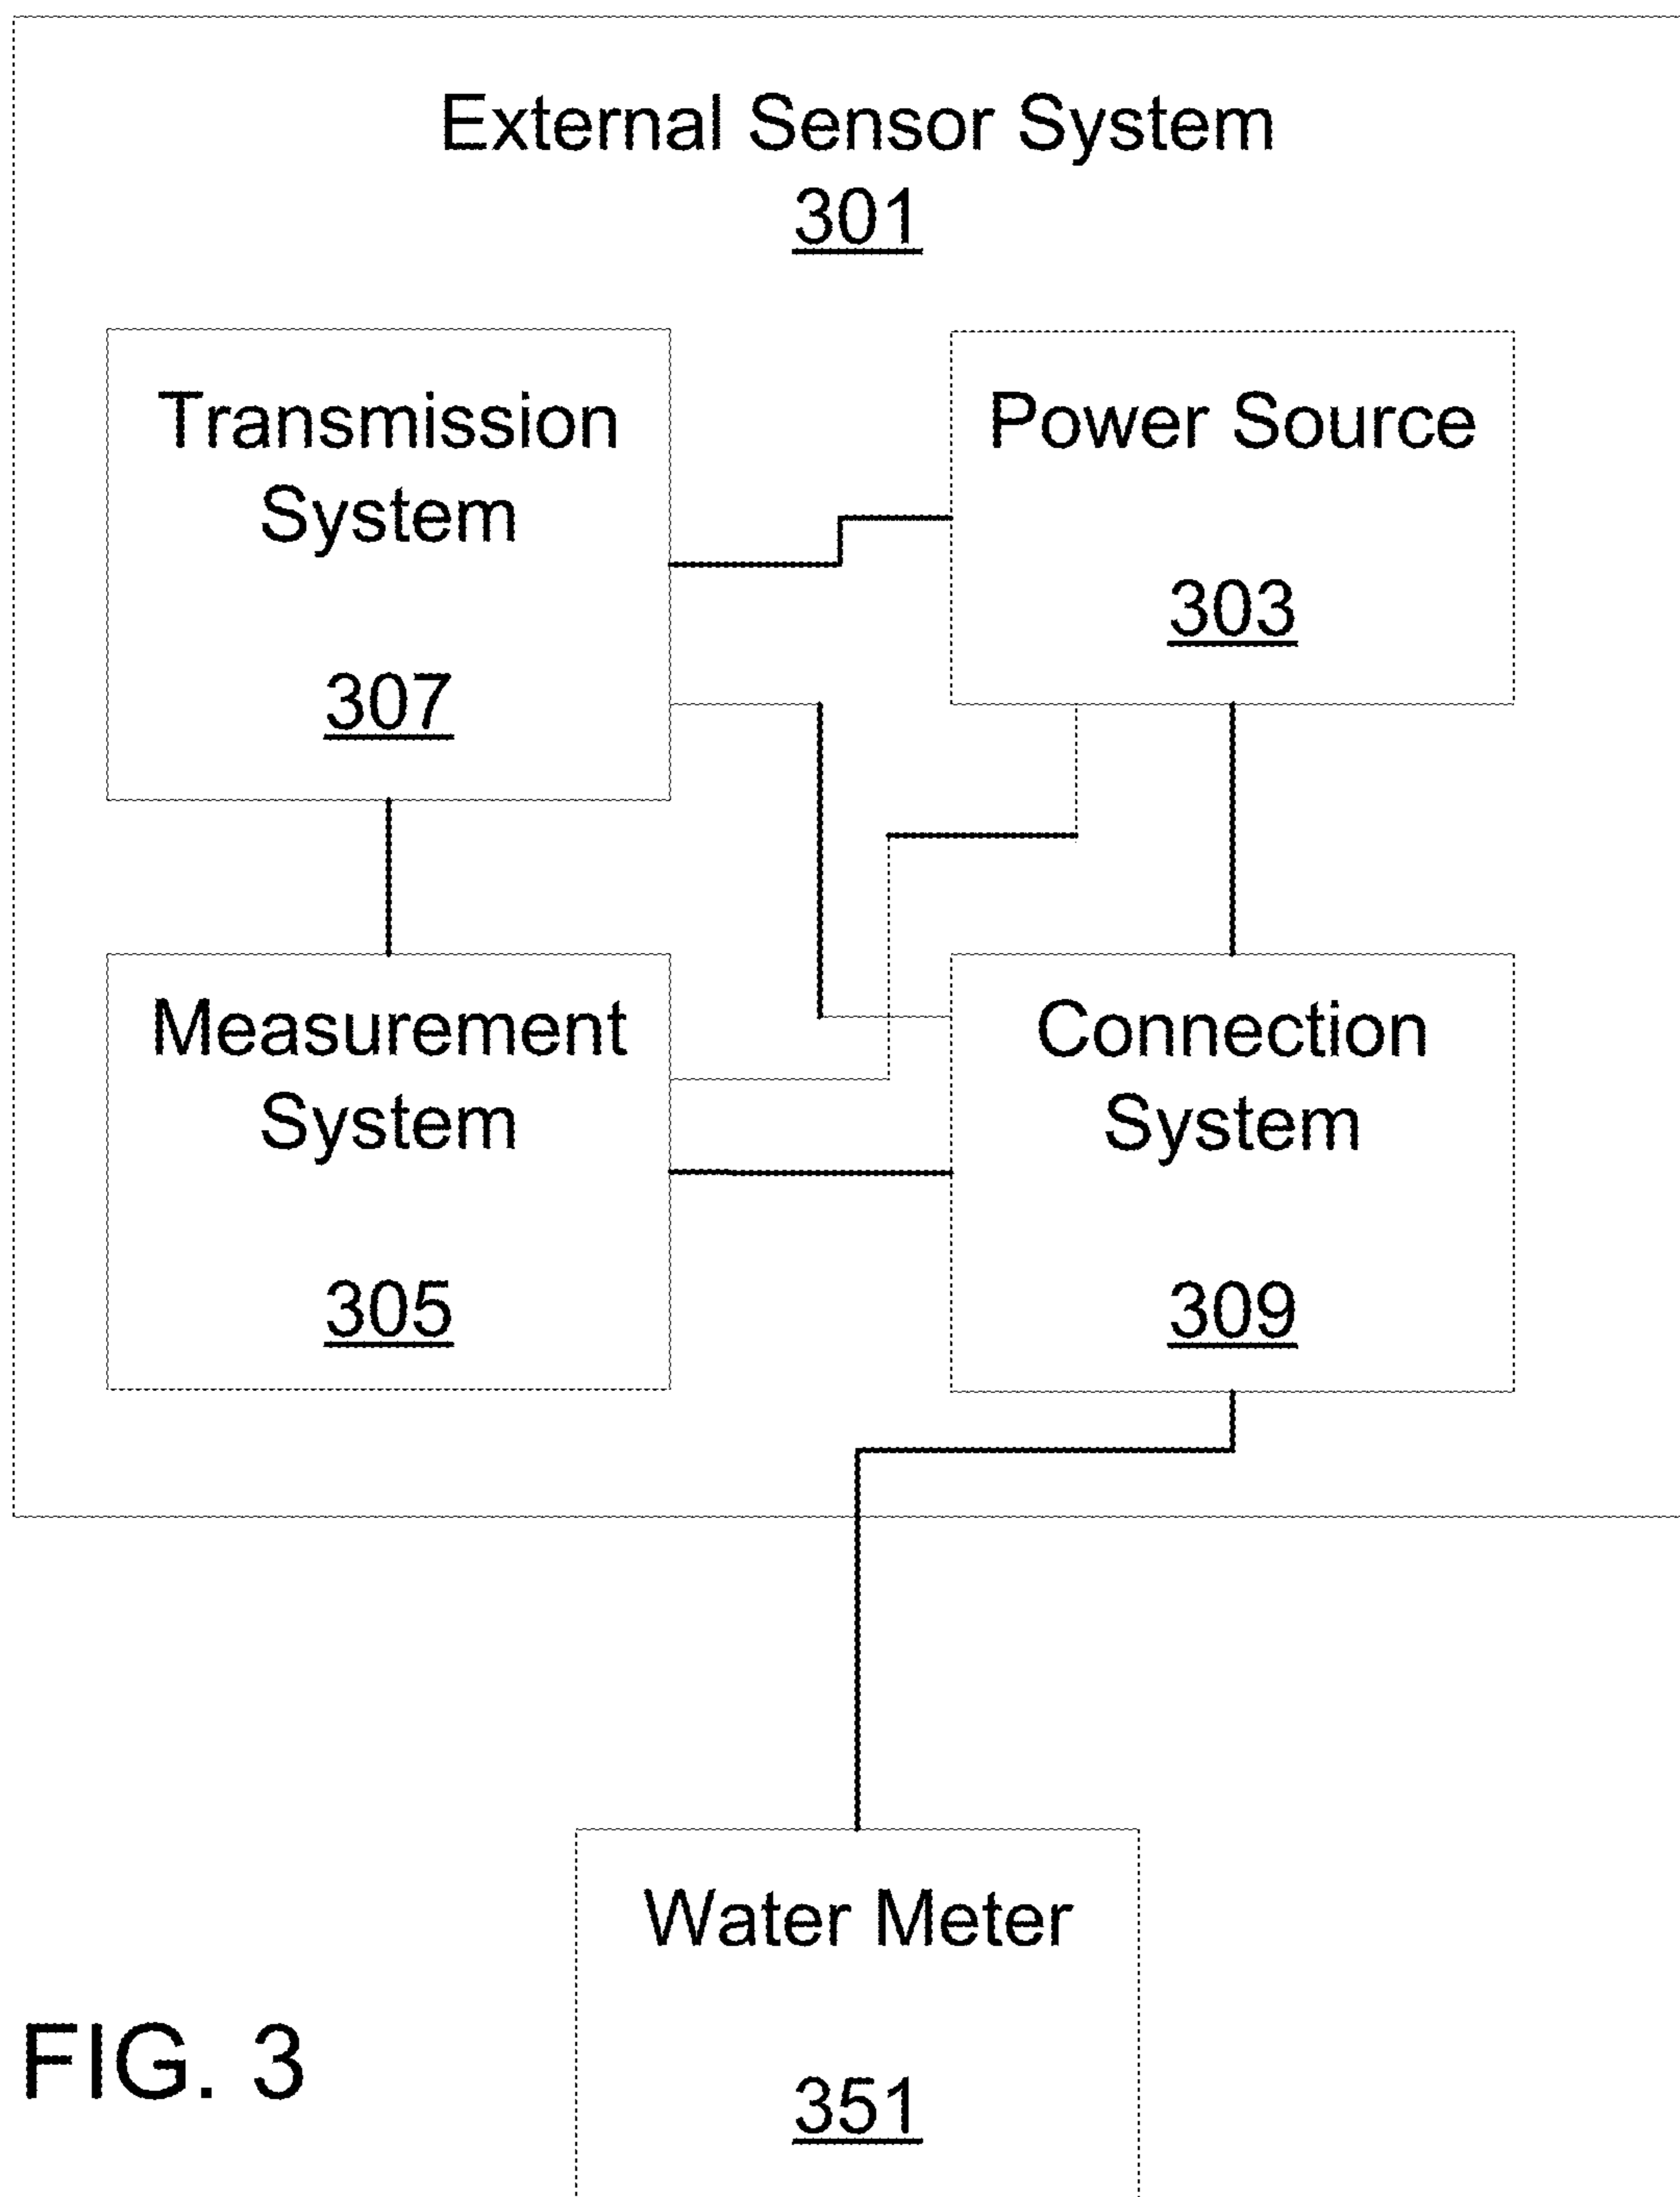 External Sensor System
301
Transmission
System
307
Power Source
303
Measurement
System
305
Connection
System
309
Water Meter
351
FIG. 3